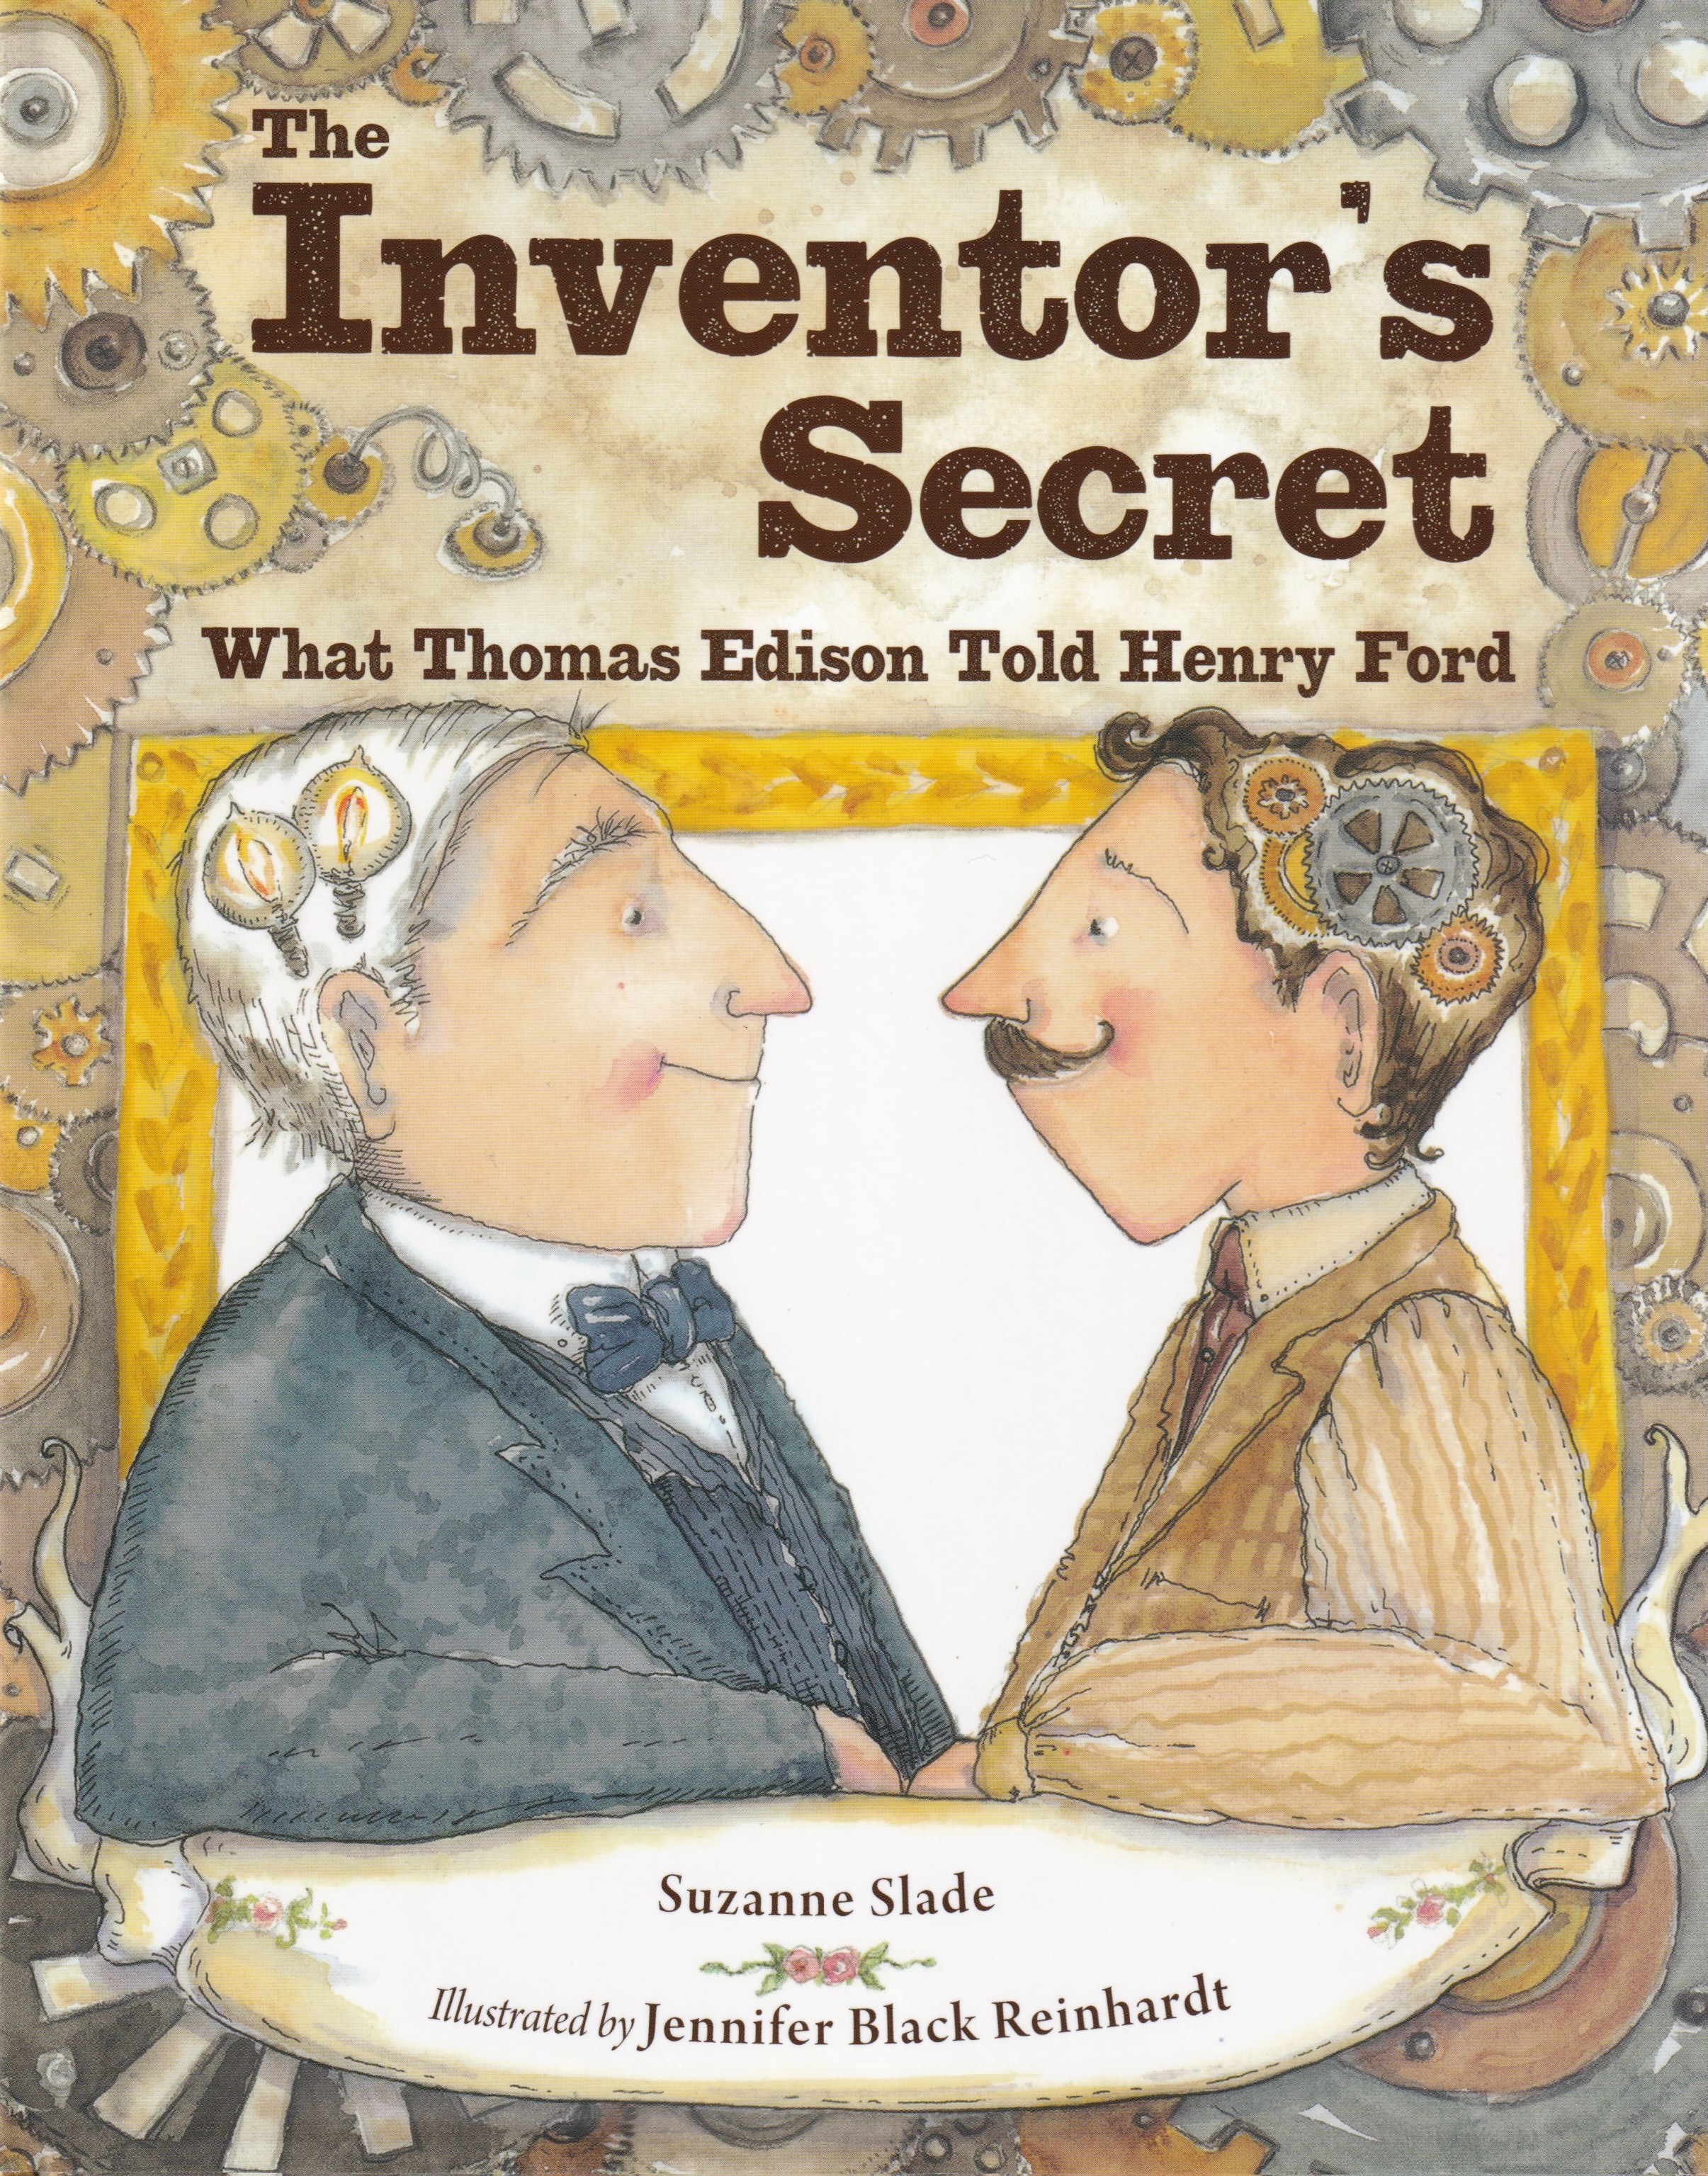 The
Inventor's
Secret
What Thomas Edison Told Henry Ford
Suzanne Slade
Illustrated by Jennifer Black Reinhardt